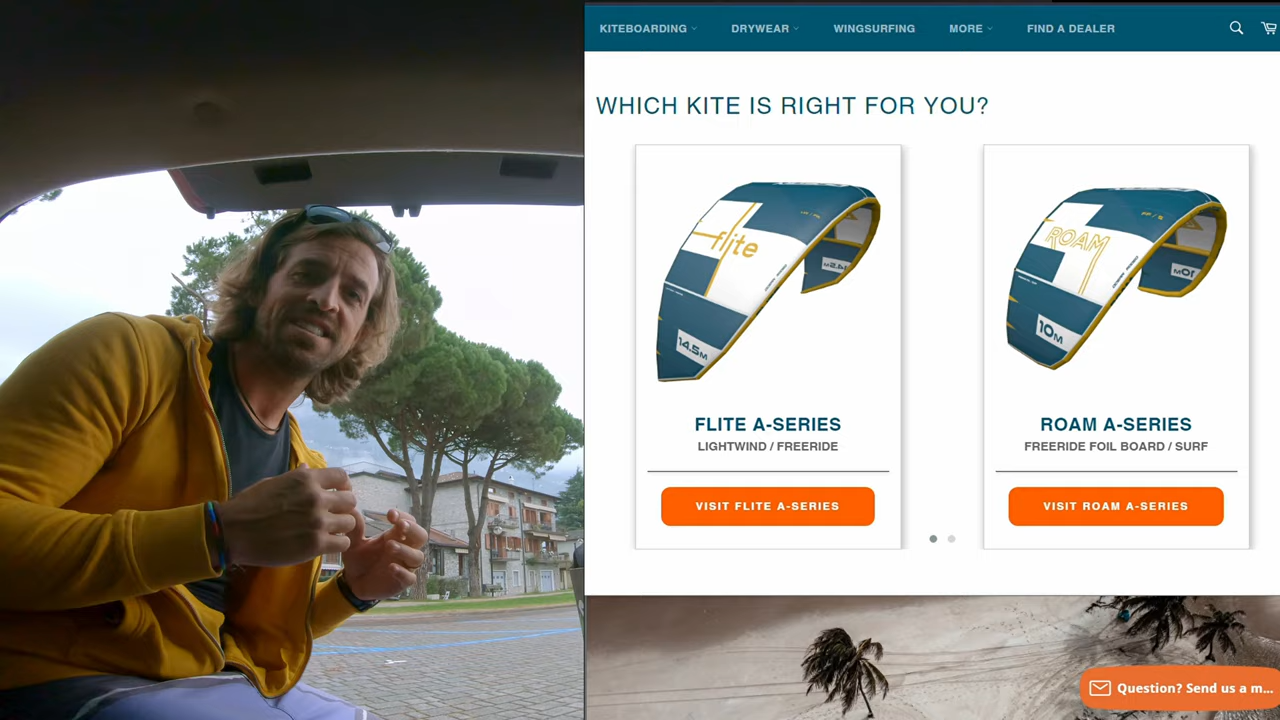 KITEBOARDING
DRYWEAR
WINGSURFING
MORE
FIND A DEALER
WHICH KITE IS RIGHT FOR YOU?
flite
14.5M
ROAM
10M
10M
FLITE A-SERIES
LIGHTWIND / FREERIDE
VISIT FLITE A-SERIES
ROAM A-SERIES
FREERIDE FOIL BOARD / SURF
VISIT ROAM A-SERIES
Question? Send us a m...